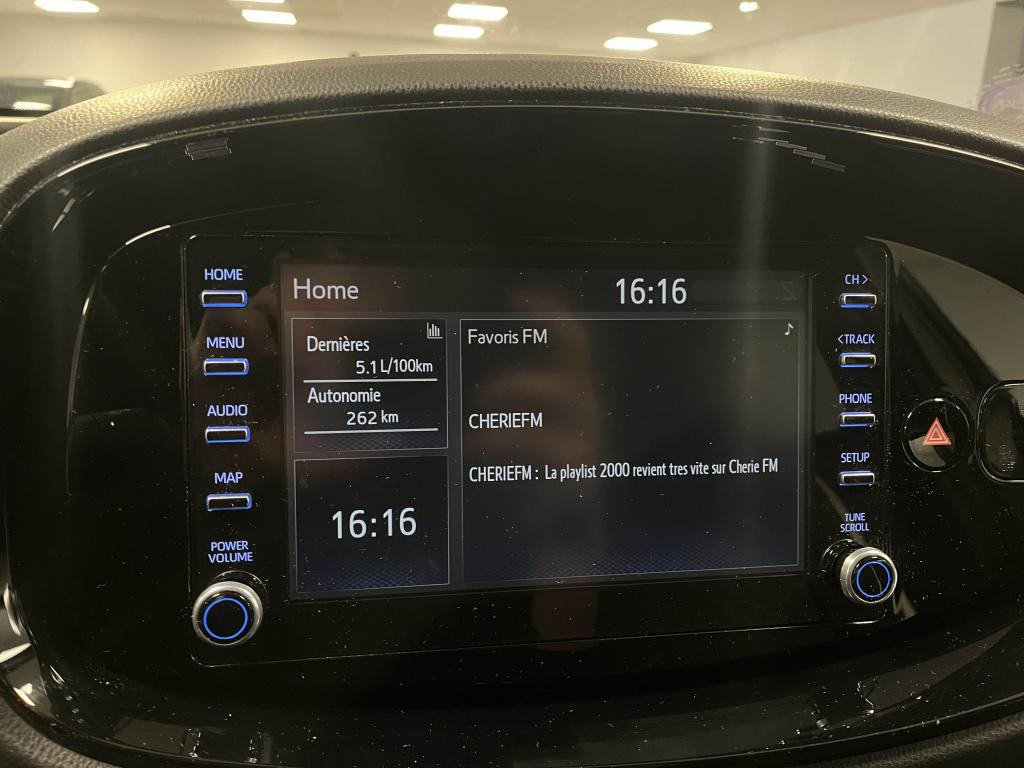 HOME
MENU
AUDIO
MAP
POWER
VOLUME
Home
16:16
Dernières
5.1 L/100km
Autonomie
262 km
16:16
Favoris FM
CHERIEFM
CHERIEFM : La playlist 2000 revient tres vite sur Cherie FM
CH >
< TRACK
PHONE
SETUP
TUNE
SCROLL